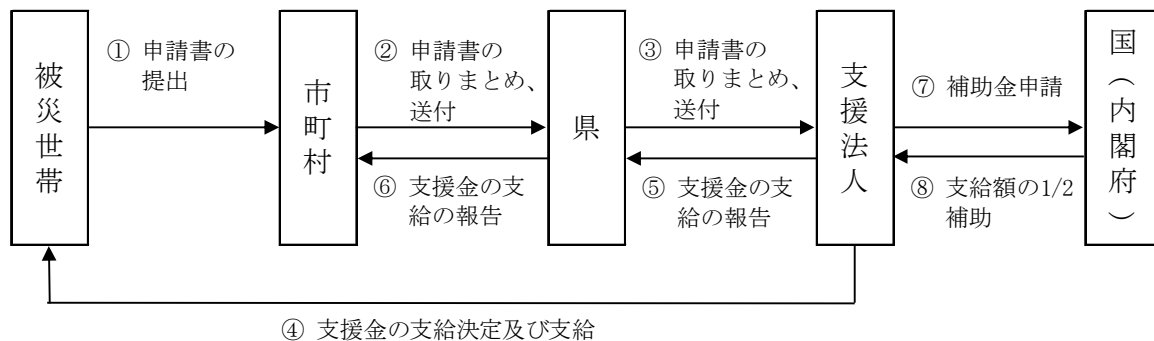 被災世帯
① 申請書の
提出
市町村
② 申請書の
取りまとめ、
送付
⑥ 支援金の支
給の報告
県
③ 申請書の
取りまとめ、
送付
⑤ 支援金の支
給の報告
支援法人
⑦ 補助金申請
⑧ 支給額の1/2
補助
国（内閣府）
④ 支援金の支給決定及び支給